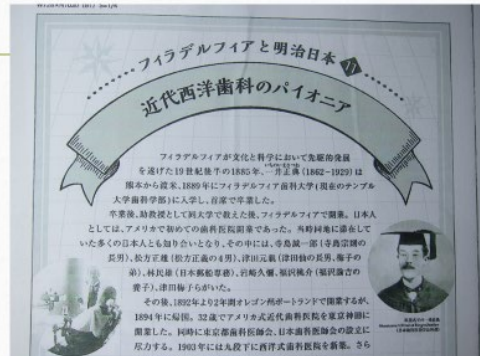 フィラデルフィアと明治日本 11
近代西洋歯科のパイオニア
フィラデルフィアが文化と科学において先駆的発展
を遂げた19世紀後半の1885年、一井正典(1862-1929)は
熊本から渡米、1889年にフィラデルフィア歯科大学(現在のテンプル
大学歯科学部)に入学し、首席で卒業した。
卒業後、助教授として同大学で教えた後、フィラデルフィアで開業。日本人
としては、アメリカで初めての歯科医院開業であった。当時同地に滞在して
いた多くの日本人とも知り合いとなり、その中には、寺島誠一郎(寺島宗則の
長男)、松方正雄(松方正義の4男)、津田元親(津田仙の長男、梅子の
弟)、林民雄(日本郵船専務)、岩崎久彌、福沢桃介(福沢諭吉の
養子)、津田梅子らがいた。
その後、1892年より2年間オレゴン州ポートランドで開業するが、
1894年に帰国。32歳でアメリカ式近代歯科医院を東京神田に
開業した。同時に東京都歯科医師会、日本歯科医師会の設立に
尽力する。1903年には九段下に西洋式歯科医院を新築。さら